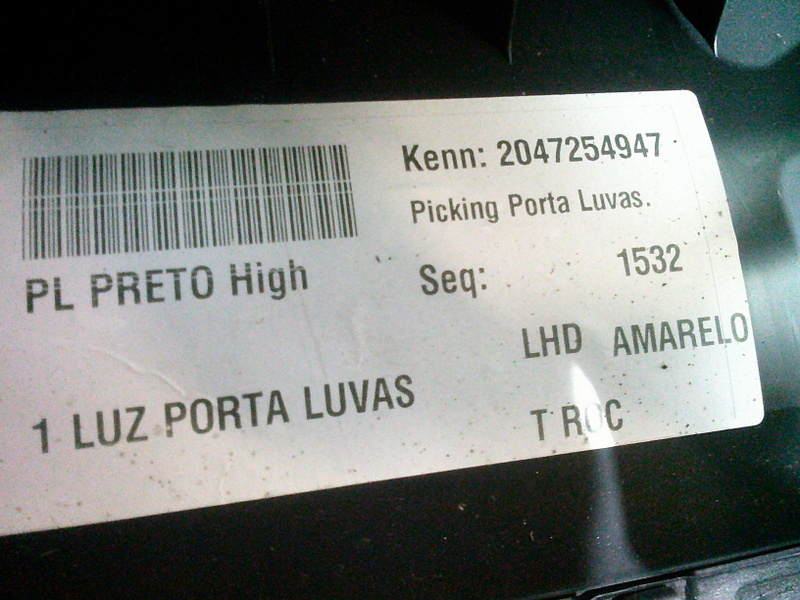 Kenn: 2047254947
Picking Porta Luvas.
PL PRETO High
Seq: 1532
LHD AMARELO
1 LUZ PORTA LUVAS
T ROC